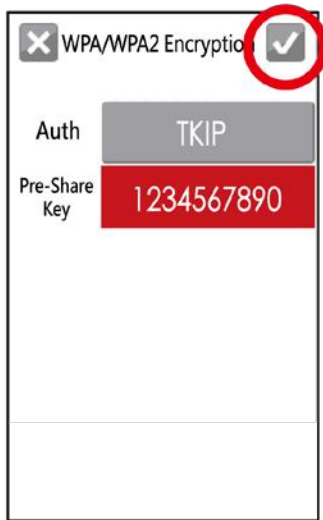 WPA/WPA2 Encryptio
Auth
TKIP
Pre-Share
Key
1234567890